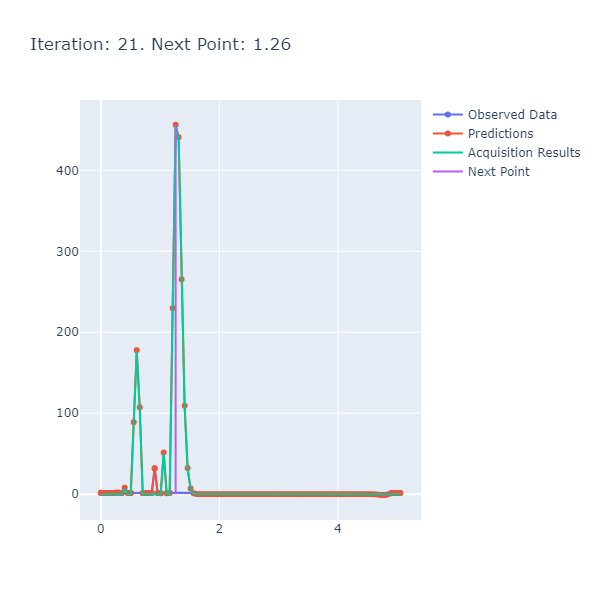 Iteration: 21. Next Point: 1.26
Observed Data
Predictions
Acquisition Results
Next Point
400
300
200
100
0
0
2
4